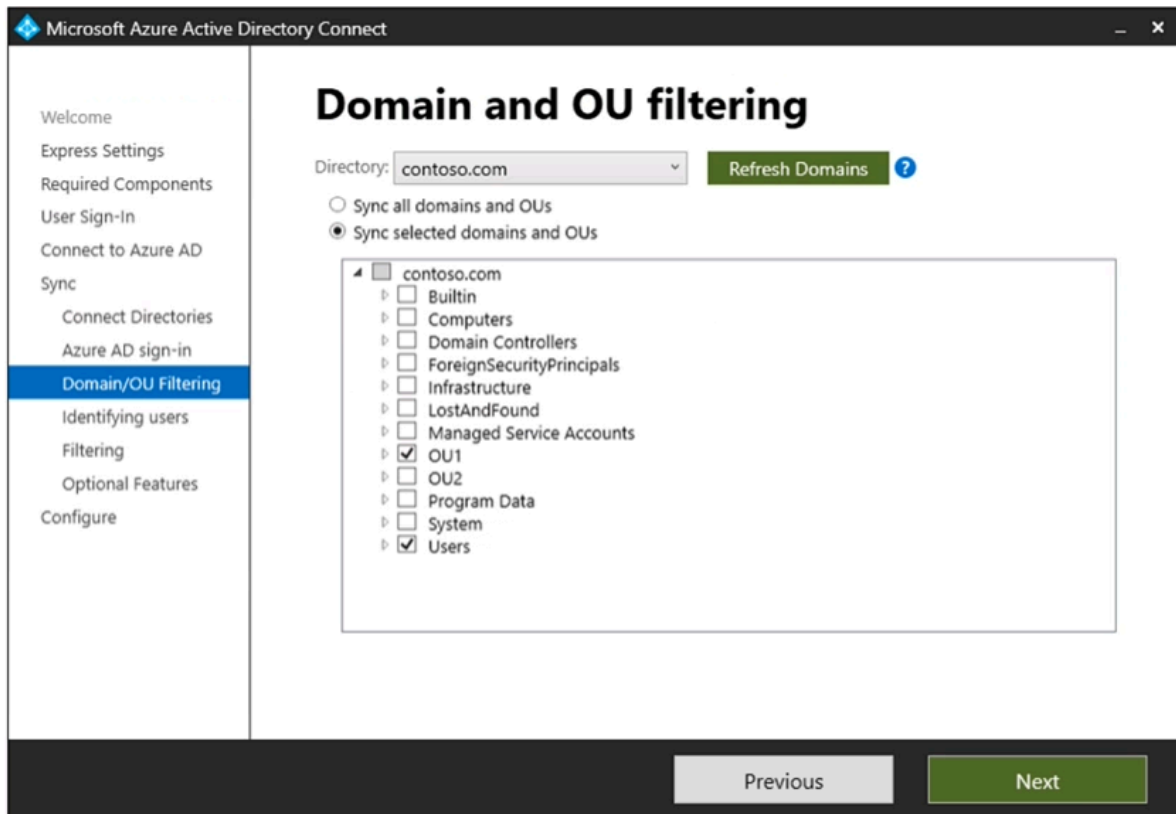 Microsoft Azure Active Directory Connect
Welcome
Express Settings
Required Components
User Sign-In
Connect to Azure AD
Sync
Connect Directories
Azure AD sign-in
Domain/OU Filtering
Identifying users
Filtering
Optional Features
Configure
Domain and OU filtering
Directory: contoso.com Refresh Domains ?
Sync all domains and OUs
Sync selected domains and OUs
contoso.com
Builtin
Computers
Domain Controllers
ForeignSecurityPrincipals
Infrastructure
LostAndFound
Managed Service Accounts
OU1
OU2
Program Data
System
Users
Previous Next